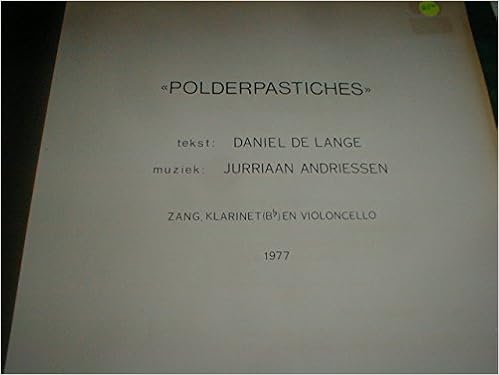 «POLDERPASTICHES»
tekst: DANIEL DE LANGE
muziek: JURRIAAN ANDRIESSEN
ZANG, KLARINET (B♭) EN VIOLONCELLO
1977